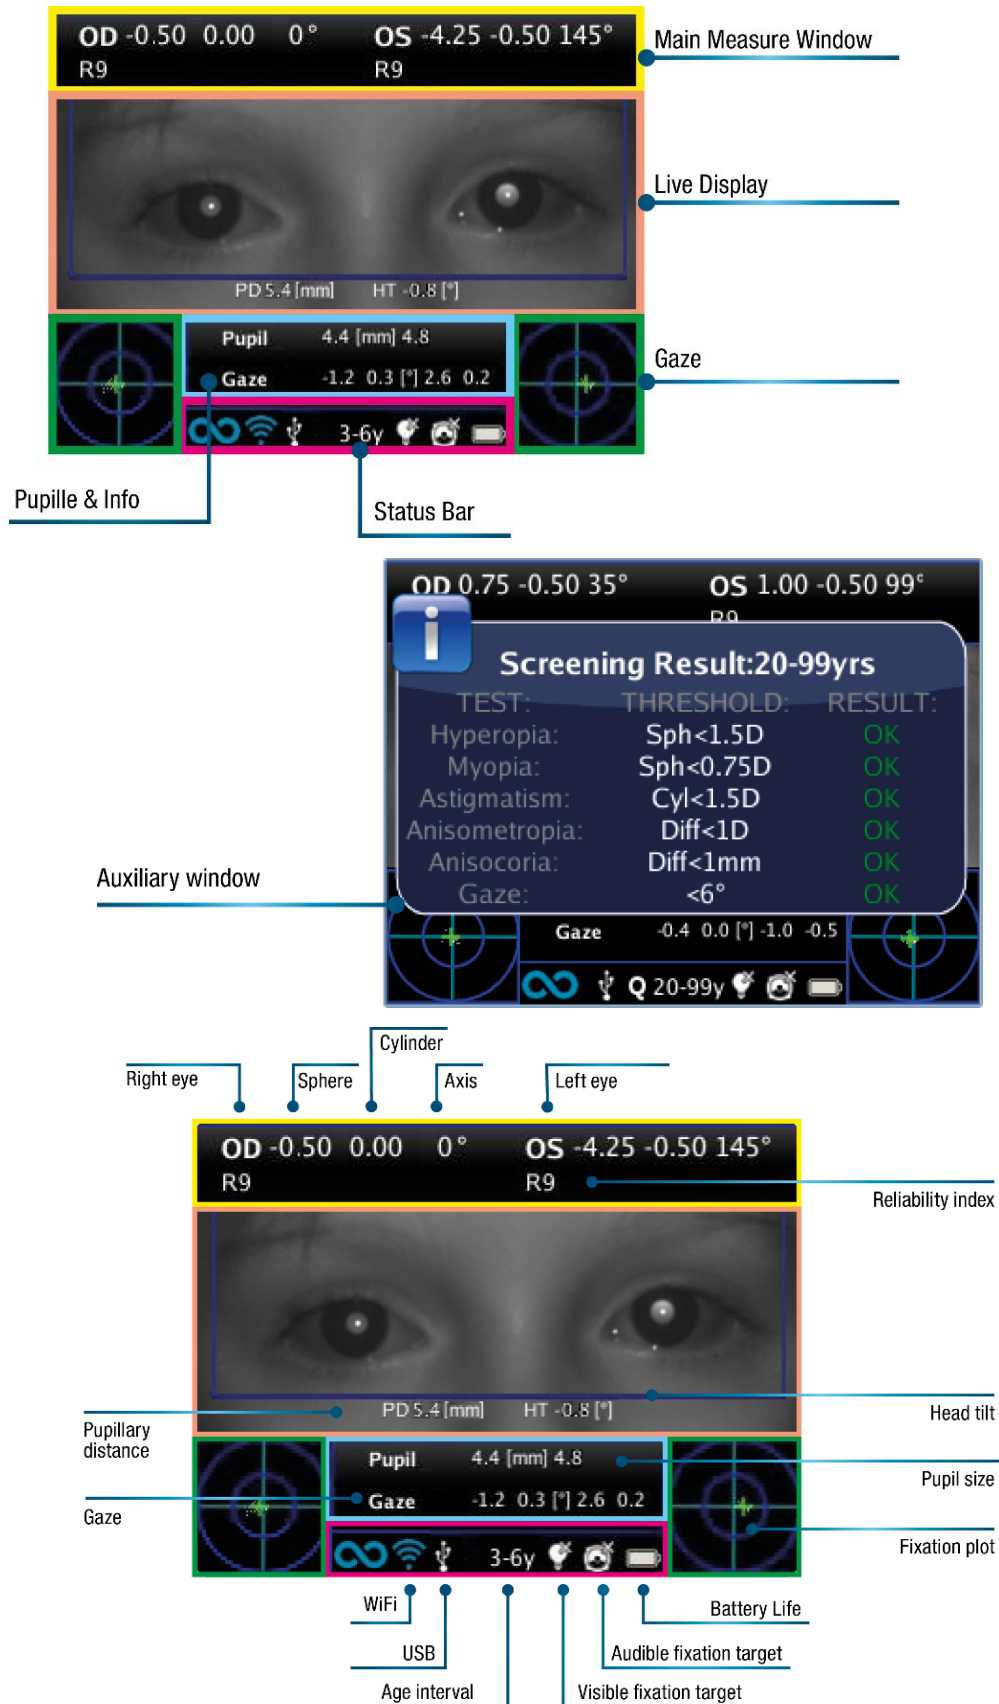 OD -0.50 0.00 0° OS -4.25 -0.50 145°
R9 R9
Main Measure Window
Live Display
PD 5.4 [mm] HT -0.8 [°]
Pupil 4.4 [mm] 4.8
Gaze
Gaze -1.2 0.3 [°] 2.6 0.2
3-6y
Pupille & Info
Status Bar
OD 0.75 -0.50 35° OS 1.00 -0.50 99°
R9
i
Screening Result:20-99yrs
TEST: THRESHOLD: RESULT:
Hyperopia: Sph<1.5D OK
Myopia: Sph<0.75D OK
Astigmatism: Cyl<1.5D OK
Anisometropia: Diff<1D OK
Anisocoria: Diff<1mm OK
Gaze: <6° OK
Auxiliary window
Gaze -0.4 0.0 [°] -1.0 -0.5
Q 20-99y
Cylinder
Right eye Sphere Axis Left eye
OD -0.50 0.00 0° OS -4.25 -0.50 145°
R9 R9
Reliability index
PD 5.4 [mm] HT -0.8 [°]
Head tilt
Pupillary
distance
Pupil 4.4 [mm] 4.8
Pupil size
Gaze -1.2 0.3 [°] 2.6 0.2
Gaze
Fixation plot
3-6y
WiFi
Battery Life
USB
Audible fixation target
Age interval
Visible fixation target